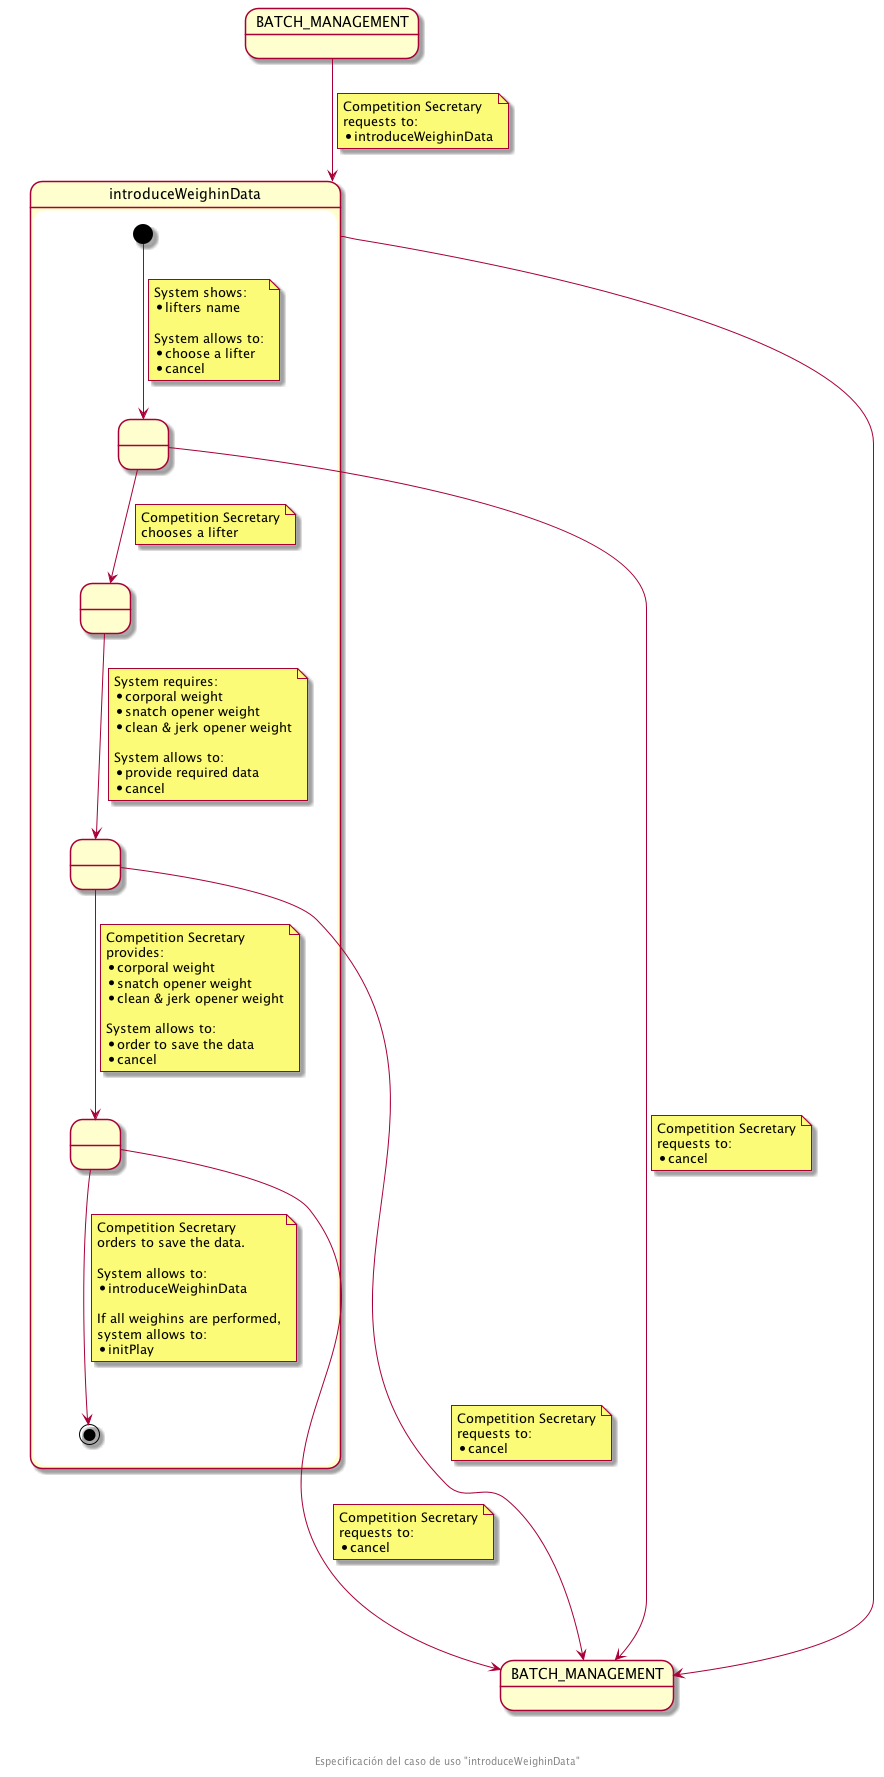 BATCH_MANAGEMENT
Competition Secretary
requests to:
• introduceWeighinData
introduceWeighinData
System shows:
• lifters name
System allows to:
• choose a lifter
• cancel
Competition Secretary
chooses a lifter
System requires:
• corporal weight
• snatch opener weight
• clean & jerk opener weight
System allows to:
• provide required data
• cancel
Competition Secretary
provides:
• corporal weight
• snatch opener weight
• clean & jerk opener weight
System allows to:
• order to save the data
• cancel
Competition Secretary
requests to:
• cancel
Competition Secretary
orders to save the data.
System allows to:
• introduceWeighinData
If all weighins are performed,
system allows to:
• initPlay
Competition Secretary
requests to:
• cancel
Competition Secretary
requests to:
• cancel
BATCH_MANAGEMENT
Especificación del caso de uso "introduceWeighinData"